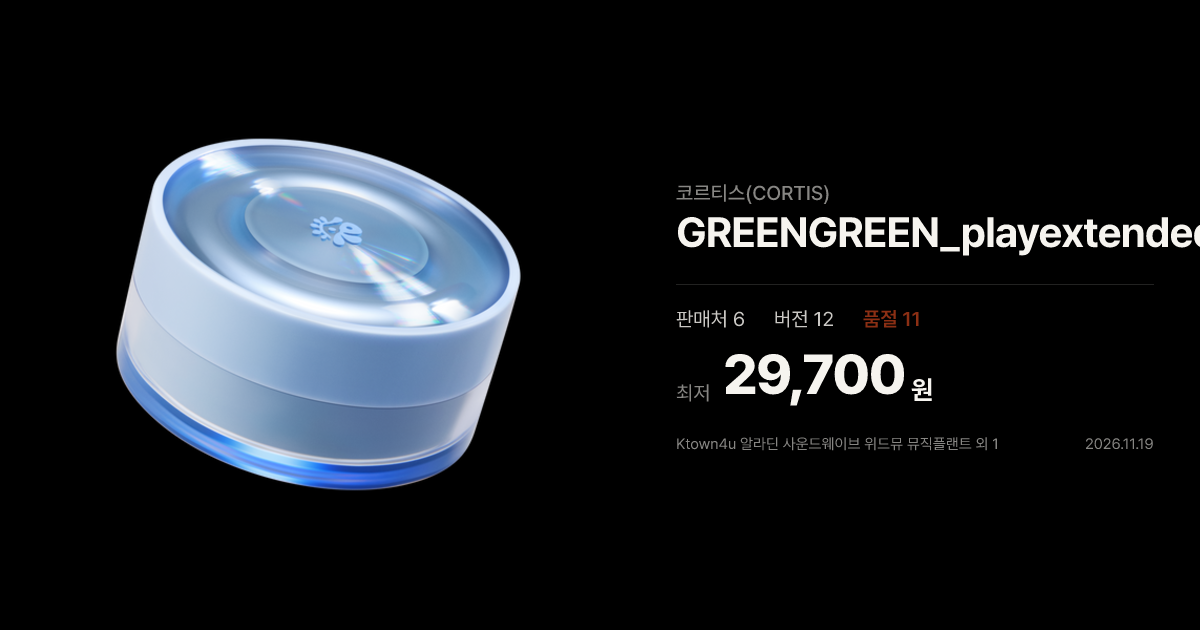 코르티스(CORTIS)
GREENGREEN_playextended
판매처 6 버전 12 품절 11
최저 29,700 원
Ktown4u 알라딘 사운드웨이브 위드뮤 뮤직플랜트 외 1 2026.11.19